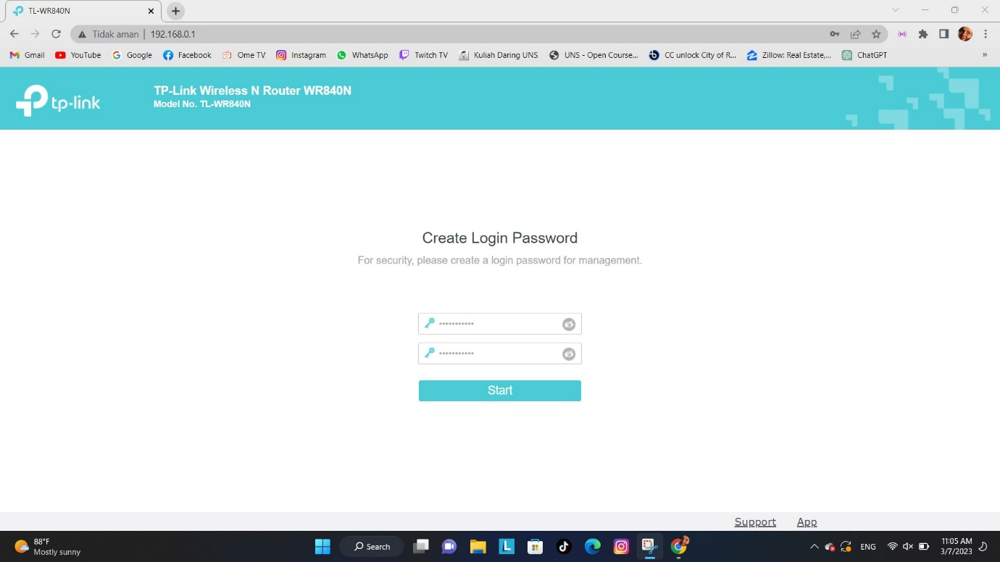 TL-WR840N
Tidak aman | 192.168.0.1
Gmail YouTube Google Facebook Ome TV Instagram WhatsApp Twitch TV Kuliah Daring UNS UNS - Open Course... CC unlock City of R... Zillow: Real Estate,... ChatGPT »
tp-link
TP-Link Wireless N Router WR840N
Model No. TL-WR840N
Create Login Password
For security, please create a login password for management.
Start
Support App
88°F
Mostly sunny
Search
ENG
11:05 AM
3/7/2023